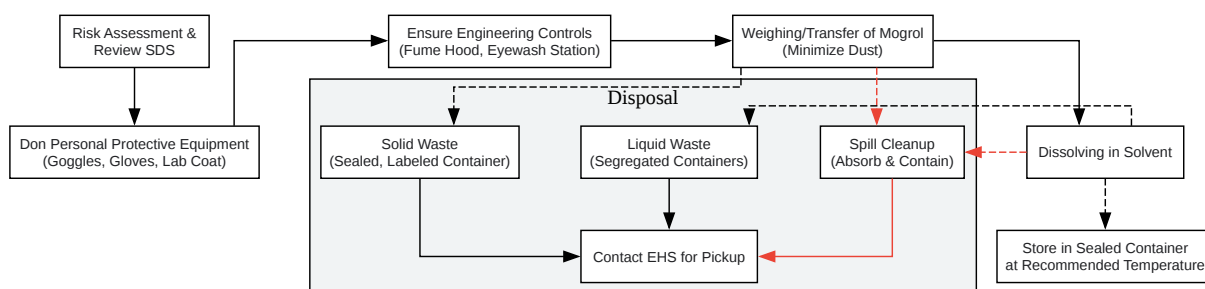 Risk Assessment &
Review SDS
Ensure Engineering Controls
(Fume Hood, Eyewash Station)
Weighing/Transfer of Mogrol
(Minimize Dust)
Disposal
Don Personal Protective Equipment
(Goggles, Gloves, Lab Coat)
Solid Waste
(Sealed, Labeled Container)
Liquid Waste
(Segregated Containers)
Spill Cleanup
(Absorb & Contain)
Dissolving in Solvent
Contact EHS for Pickup
Store in Sealed Container
at Recommended Temperature